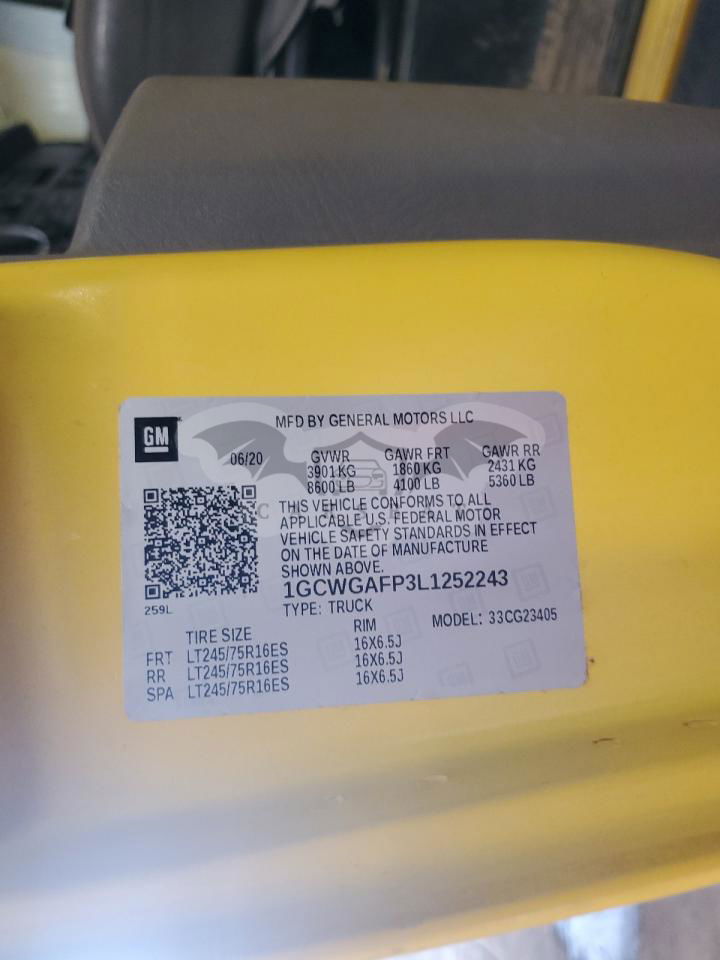 GM
MFD BY GENERAL MOTORS LLC
06/20 GVWR GAWR FRT GAWR RR
3901 KG 1860 KG 2431 KG
8600 LB 4100 LB 5360 LB
THIS VEHICLE CONFORMS TO ALL
APPLICABLE U.S. FEDERAL MOTOR
VEHICLE SAFETY STANDARDS IN EFFECT
ON THE DATE OF MANUFACTURE
SHOWN ABOVE.
1GCWGAFP3L1252243
259L
TYPE: TRUCK
MODEL: 33CG23405
TIRE SIZE RIM
FRT LT245/75R16ES 16X6.5J
RR LT245/75R16ES 16X6.5J
SPA LT245/75R16ES 16X6.5J